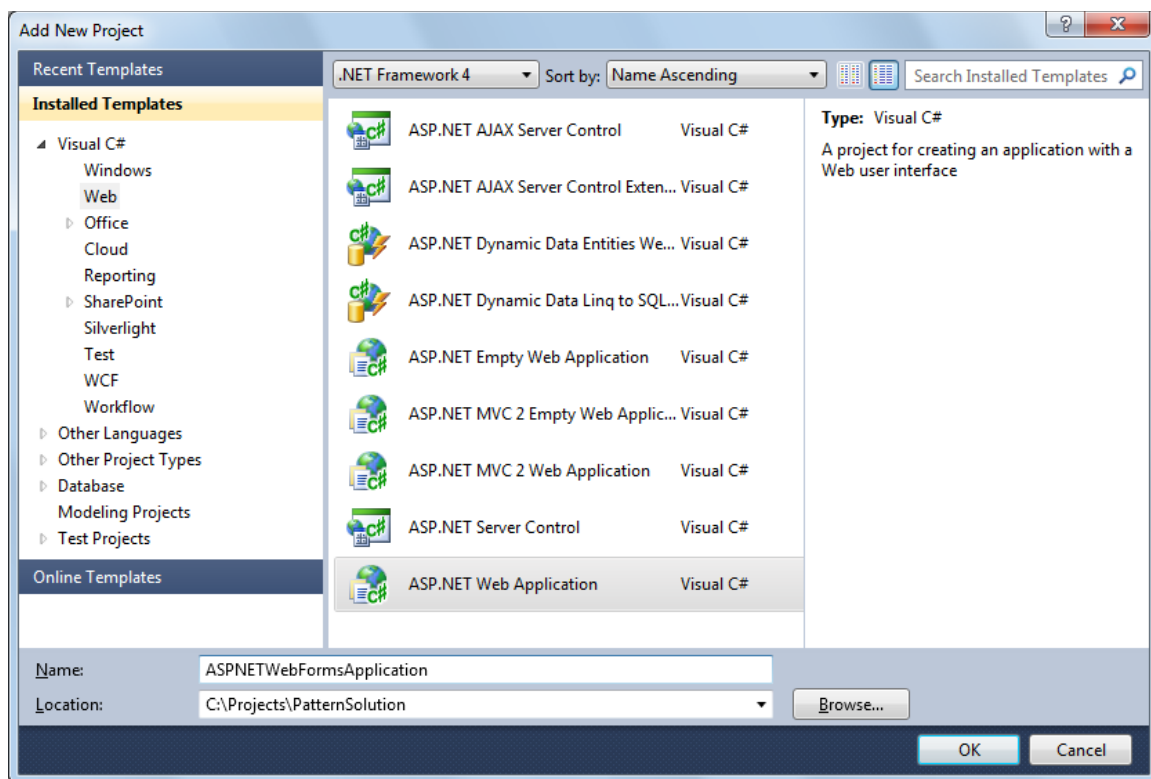 Add New Project
Recent Templates
Installed Templates
Visual C#
Windows
Web
Office
Cloud
Reporting
SharePoint
Silverlight
Test
WCF
Workflow
Other Languages
Other Project Types
Database
Modeling Projects
Test Projects
Online Templates
.NET Framework 4
Sort by: Name Ascending
Search Installed Templates
ASP.NET AJAX Server Control Visual C#
ASP.NET AJAX Server Control Exten... Visual C#
ASP.NET Dynamic Data Entities We... Visual C#
ASP.NET Dynamic Data Linq to SQL... Visual C#
ASP.NET Empty Web Application Visual C#
ASP.NET MVC 2 Empty Web Applic... Visual C#
ASP.NET MVC 2 Web Application Visual C#
ASP.NET Server Control Visual C#
ASP.NET Web Application Visual C#
Type: Visual C#
A project for creating an application with a
Web user interface
Name: ASPNETWebFormsApplication
Location: C:\Projects\PatternSolution
Browse...
OK Cancel